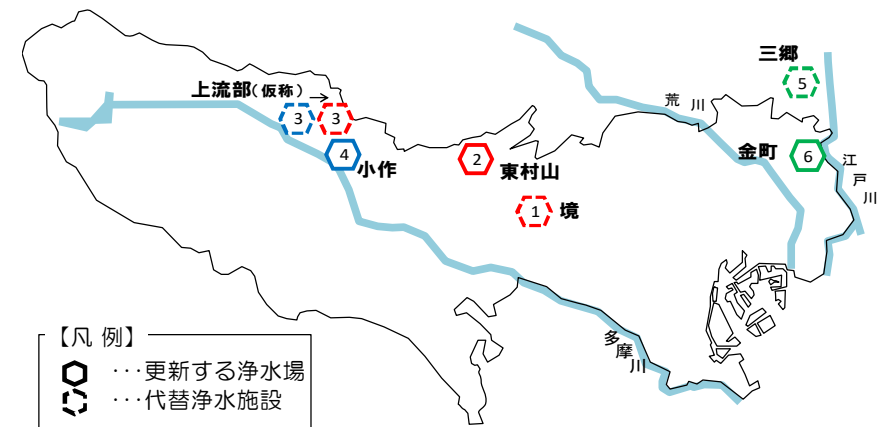 三郷
5
上流部(仮称)→
3
3
荒川
4
小作
2
東村山
金町
6
江戸川
1
境
多摩川
【凡 例】
･･･更新する浄水場
･･･代替浄水施設